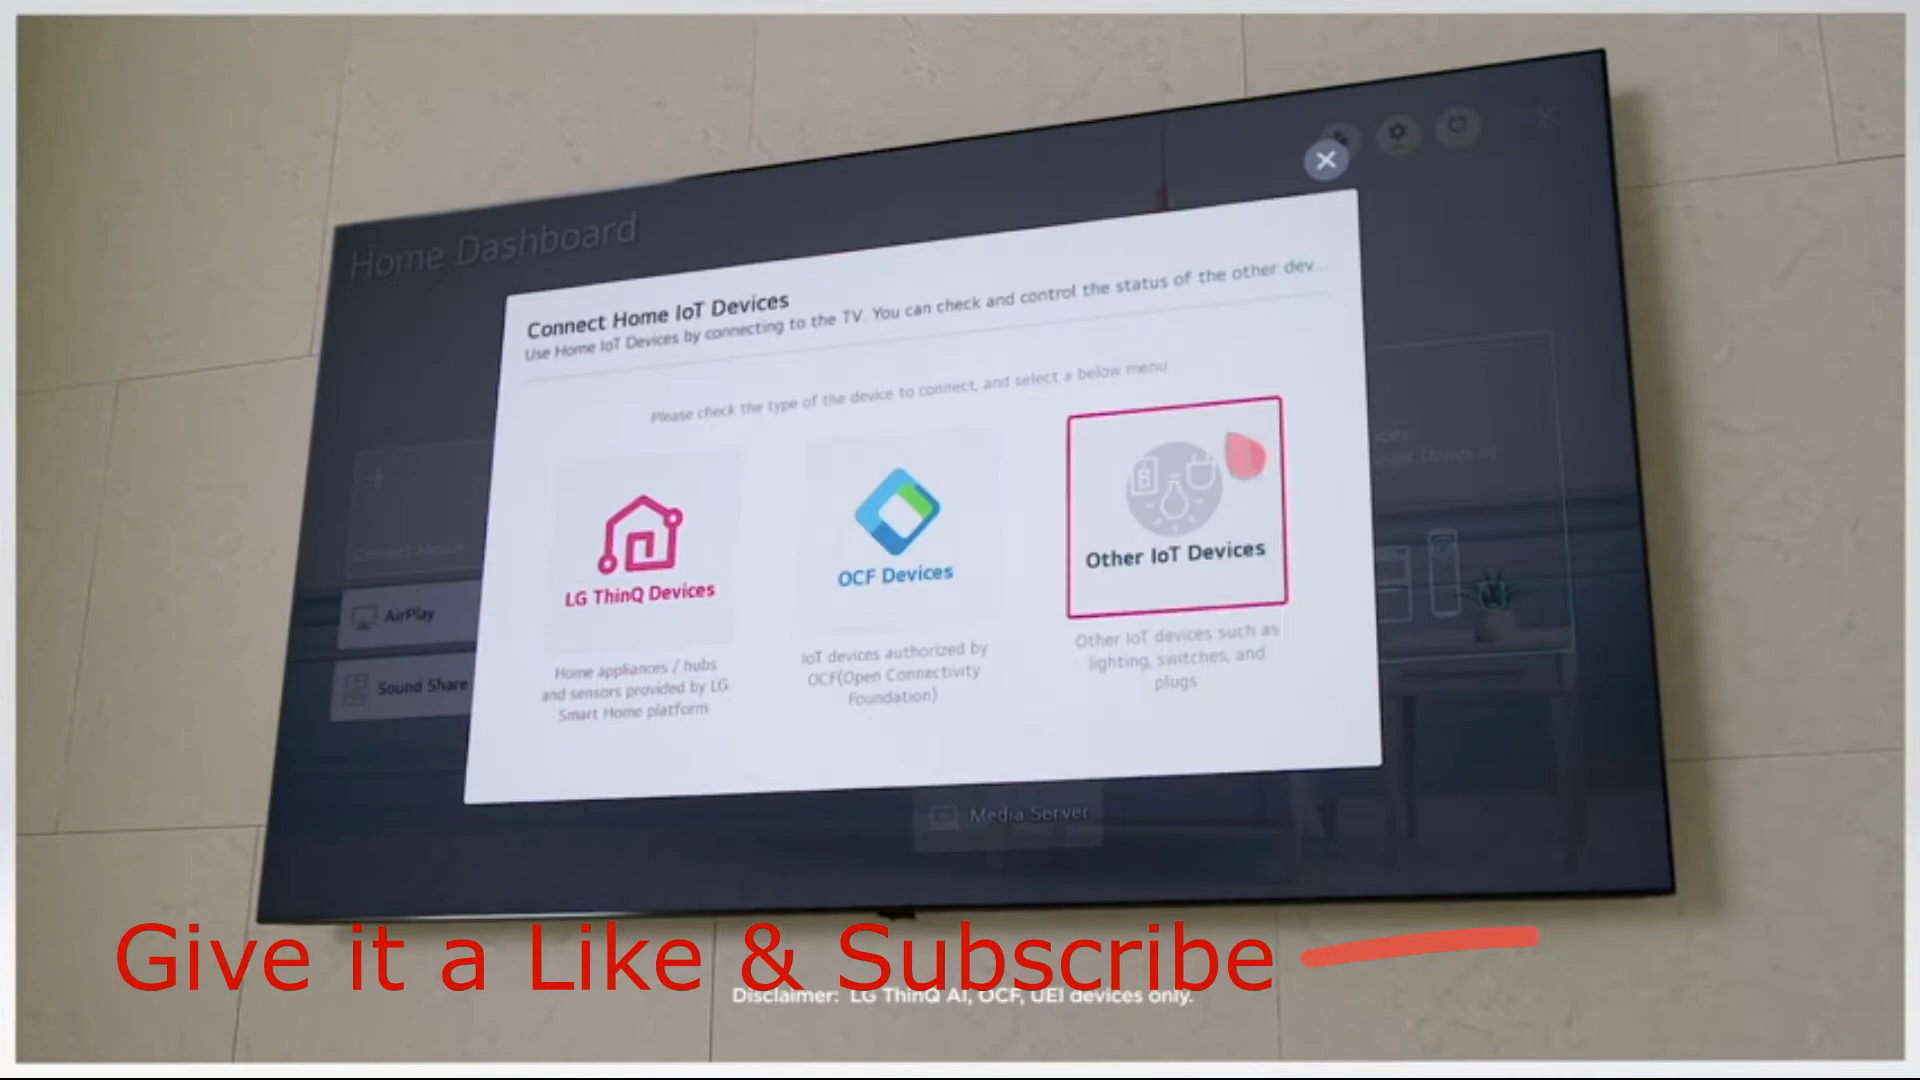 Home Dashboard
Connect Home IoT Devices
Use Home IoT Devices by connecting to the TV. You can check and control the status of the other dev...
Please check the type of the device to connect, and select a below menu
LG ThinQ Devices
Home appliances / hubs
and sensors provided by LG
Smart Home platform
OCF Devices
IoT devices authorized by
OCF(Open Connectivity
Foundation)
Other IoT Devices
Other IoT devices such as
lighting, switches, and
plugs
AirPlay
Sound Share
Media Server
Give it a Like & Subscribe
Disclaimer: LG ThinQ AI, OCF, UEI devices only.